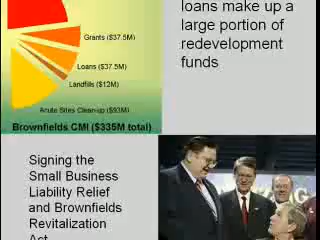 loans make up a
large portion of
redevelopment
funds
Grants ($37.5M)
Loans ($37.5M)
Landfills ($12M)
Acute Sites Clean-up ($93M)
Brownfields CMI ($335M total)
Signing the
Small Business
Liability Relief
and Brownfields
Revitalization
Act